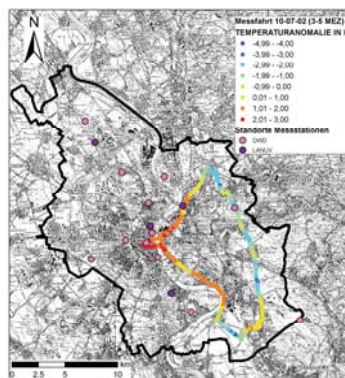 N
Messfahrt 10-07-02 (3-5 MEZ)
TEMPERATURANOMALIE IN
-4,99 - -4,00
-3,99 - -3,00
-2,99 - -2,00
-1,99 - -1,00
-0,99 - 0,00
0,01 - 1,00
1,01 - 2,00
2,01 - 3,00
Standorte Messstationen
DWD
LANUV
0 2.5 5 10